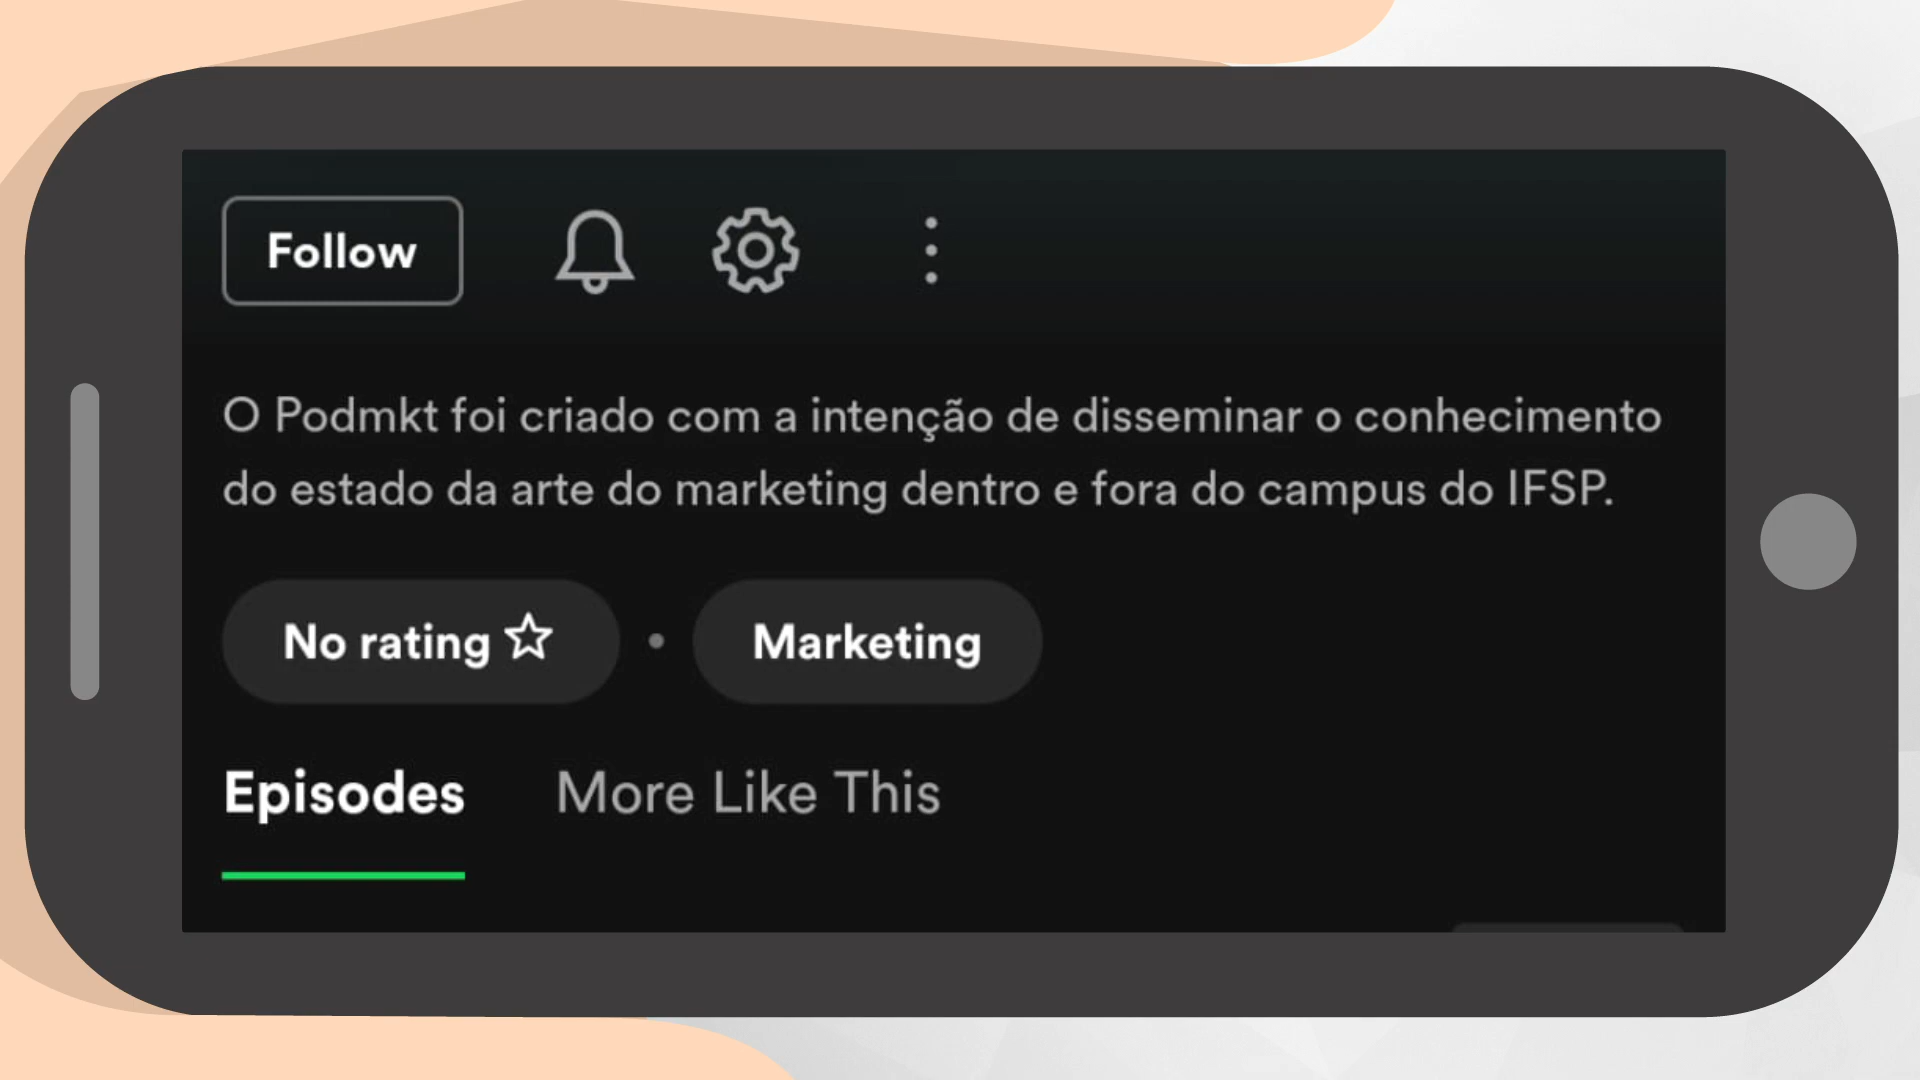 Follow
O Podmkt foi criado com a intenção de disseminar o conhecimento
do estado da arte do marketing dentro e fora do campus do IFSP.
No rating • Marketing
Episodes More Like This